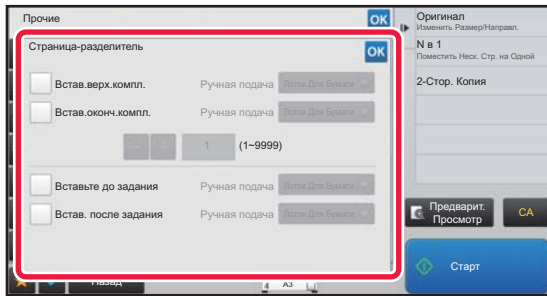 Прочие
OK
Страница-разделитель
OK
Встав.верх.компл.
Ручная подача
Лоток Для Бумаги
Встав.оконч.компл.
Ручная подача
Лоток Для Бумаги
1
(1~9999)
Вставьте до задания
Ручная подача
Лоток Для Бумаги
Встав. после задания
Ручная подача
Лоток Для Бумаги
Назад
4
A3
Оригинал
Изменить Размер/Направл.
N в 1
Поместить Неск. Стр. на Одной
2-Стор. Копия
Предварит.
Просмотр
CA
Старт